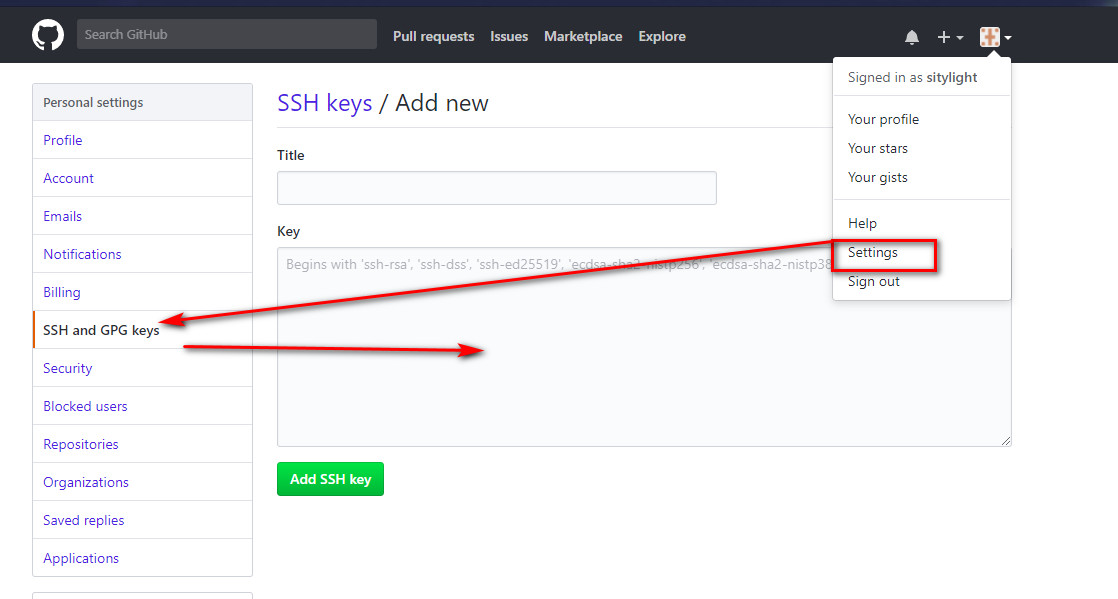 Search GitHub
Pull requests Issues Marketplace Explore
Signed in as sitylight
Your profile
Your stars
Your gists
Help
Settings
Sign out
Personal settings
Profile
Account
Emails
Notifications
Billing
SSH and GPG keys
Security
Blocked users
Repositories
Organizations
Saved replies
Applications
SSH keys / Add new
Title
Key
Begins with 'ssh-rsa', 'ssh-dss', 'ssh-ed25519', 'ecdsa-sha2-nistp256', 'ecdsa-sha2-nistp38
Add SSH key